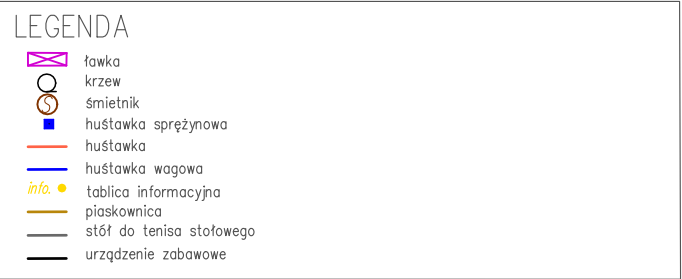 LEGENDA
ławka
krzew
śmietnik
huśtawka sprężynowa
huśtawka
huśtawka wagowa
info. tablica informacyjna
piaskownica
stół do tenisa stołowego
urządzenie zabawowe